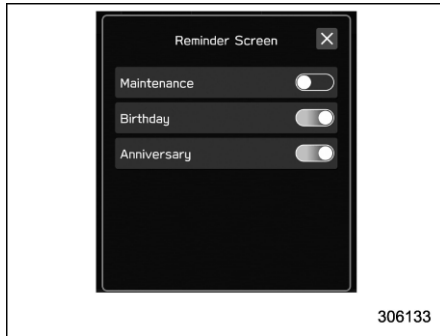 Reminder Screen
Maintenance
Birthday
Anniversary
306133